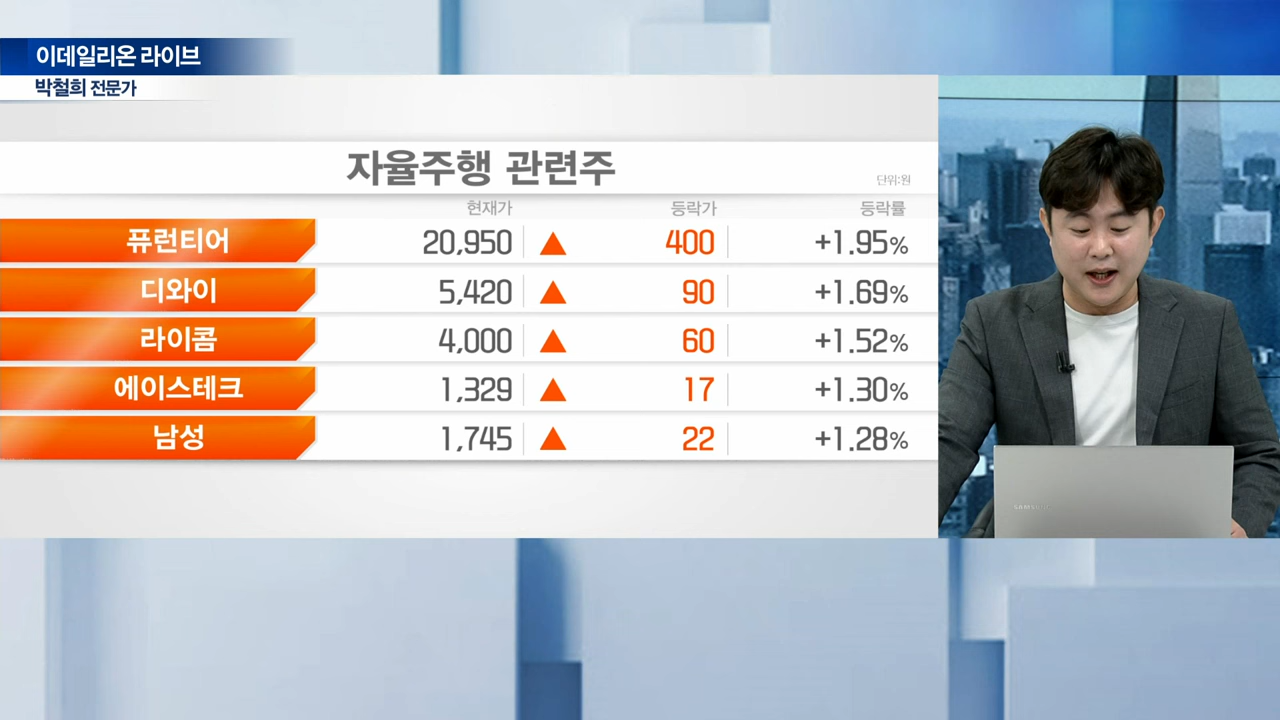 이데일리온 라이브
박철희 전문가
자율주행 관련주
단위:원
현재가 등락가 등락률
퓨런티어 20,950 ▲ 400 +1.95%
디와이 5,420 ▲ 90 +1.69%
라이콤 4,000 ▲ 60 +1.52%
에이스테크 1,329 ▲ 17 +1.30%
남성 1,745 ▲ 22 +1.28%
SAMSUNG